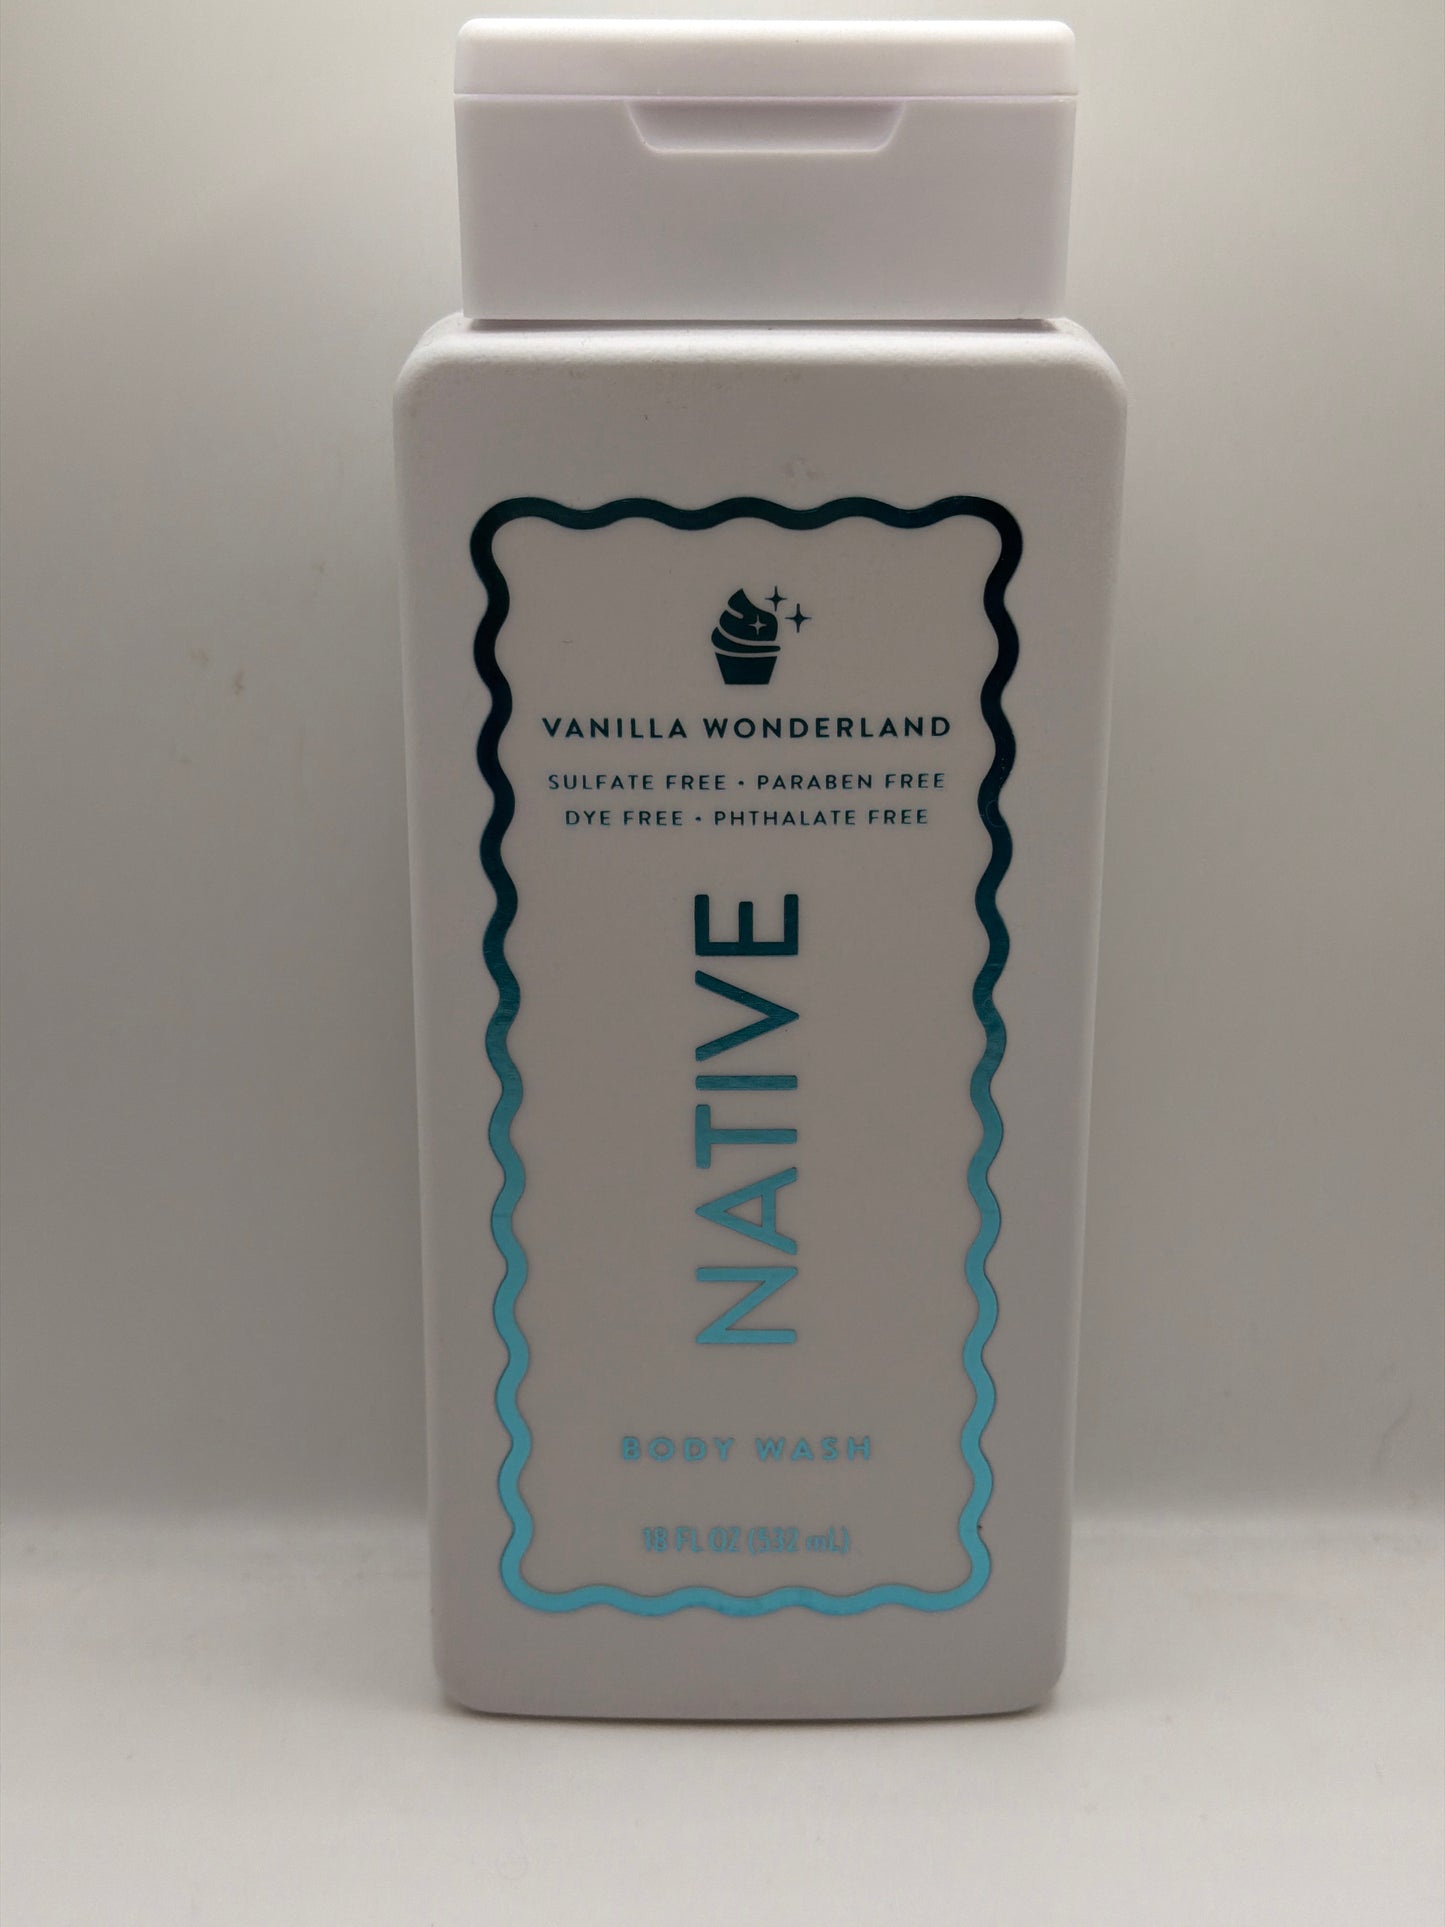 VANILLA WONDERLAND
SULFATE FREE • PARABEN FREE
DYE FREE • PHTHALATE FREE
NATIVE
BODY WASH
18 FL OZ (532 mL)